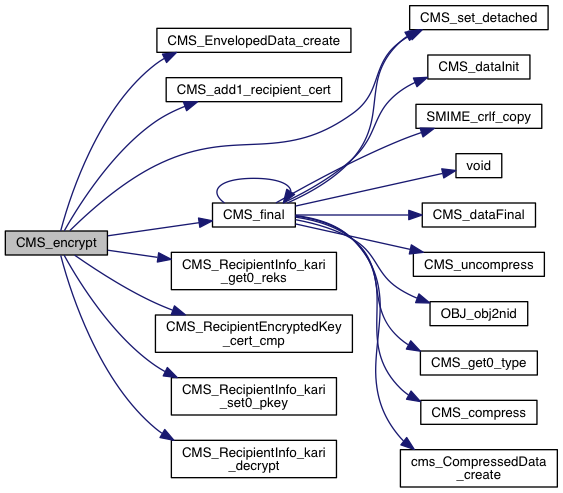 CMS_encrypt
CMS_EnvelopedData_create
CMS_add1_recipient_cert
CMS_final
CMS_RecipientInfo_kari
_get0_reks
CMS_RecipientEncryptedKey
_cert_cmp
CMS_RecipientInfo_kari
_set0_pkey
CMS_RecipientInfo_kari
_decrypt
CMS_set_detached
CMS_dataInit
SMIME_crlf_copy
void
CMS_dataFinal
CMS_uncompress
OBJ_obj2nid
CMS_get0_type
CMS_compress
cms_CompressedData
_create